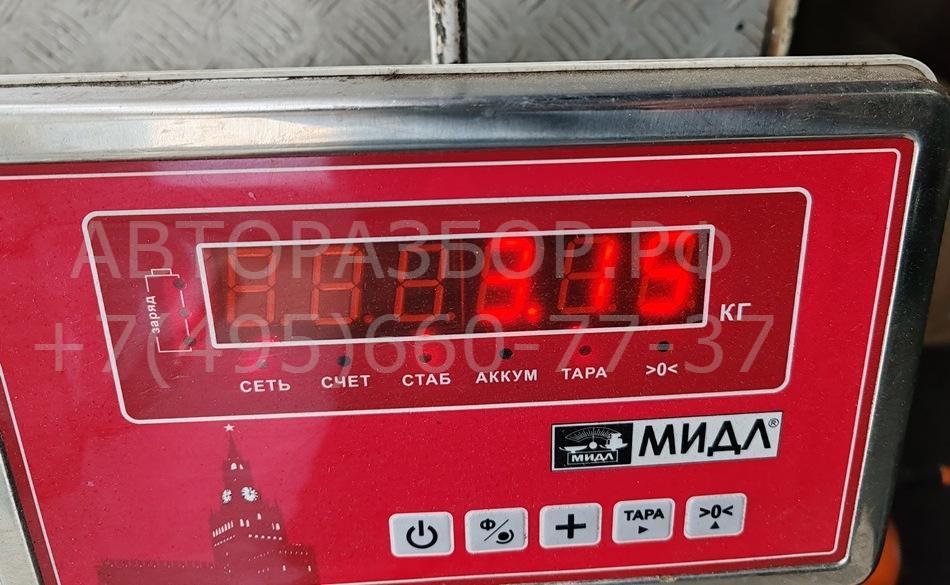 АВТОРАЗБОР.РФ
3.15
КГ
заряд
+7(495)660-77-37
СЕТЬ СЧЕТ СТАБ АККУМ ТАРА >0<
МИДЛ МИДЛ®
Ф + ТАРА >0<